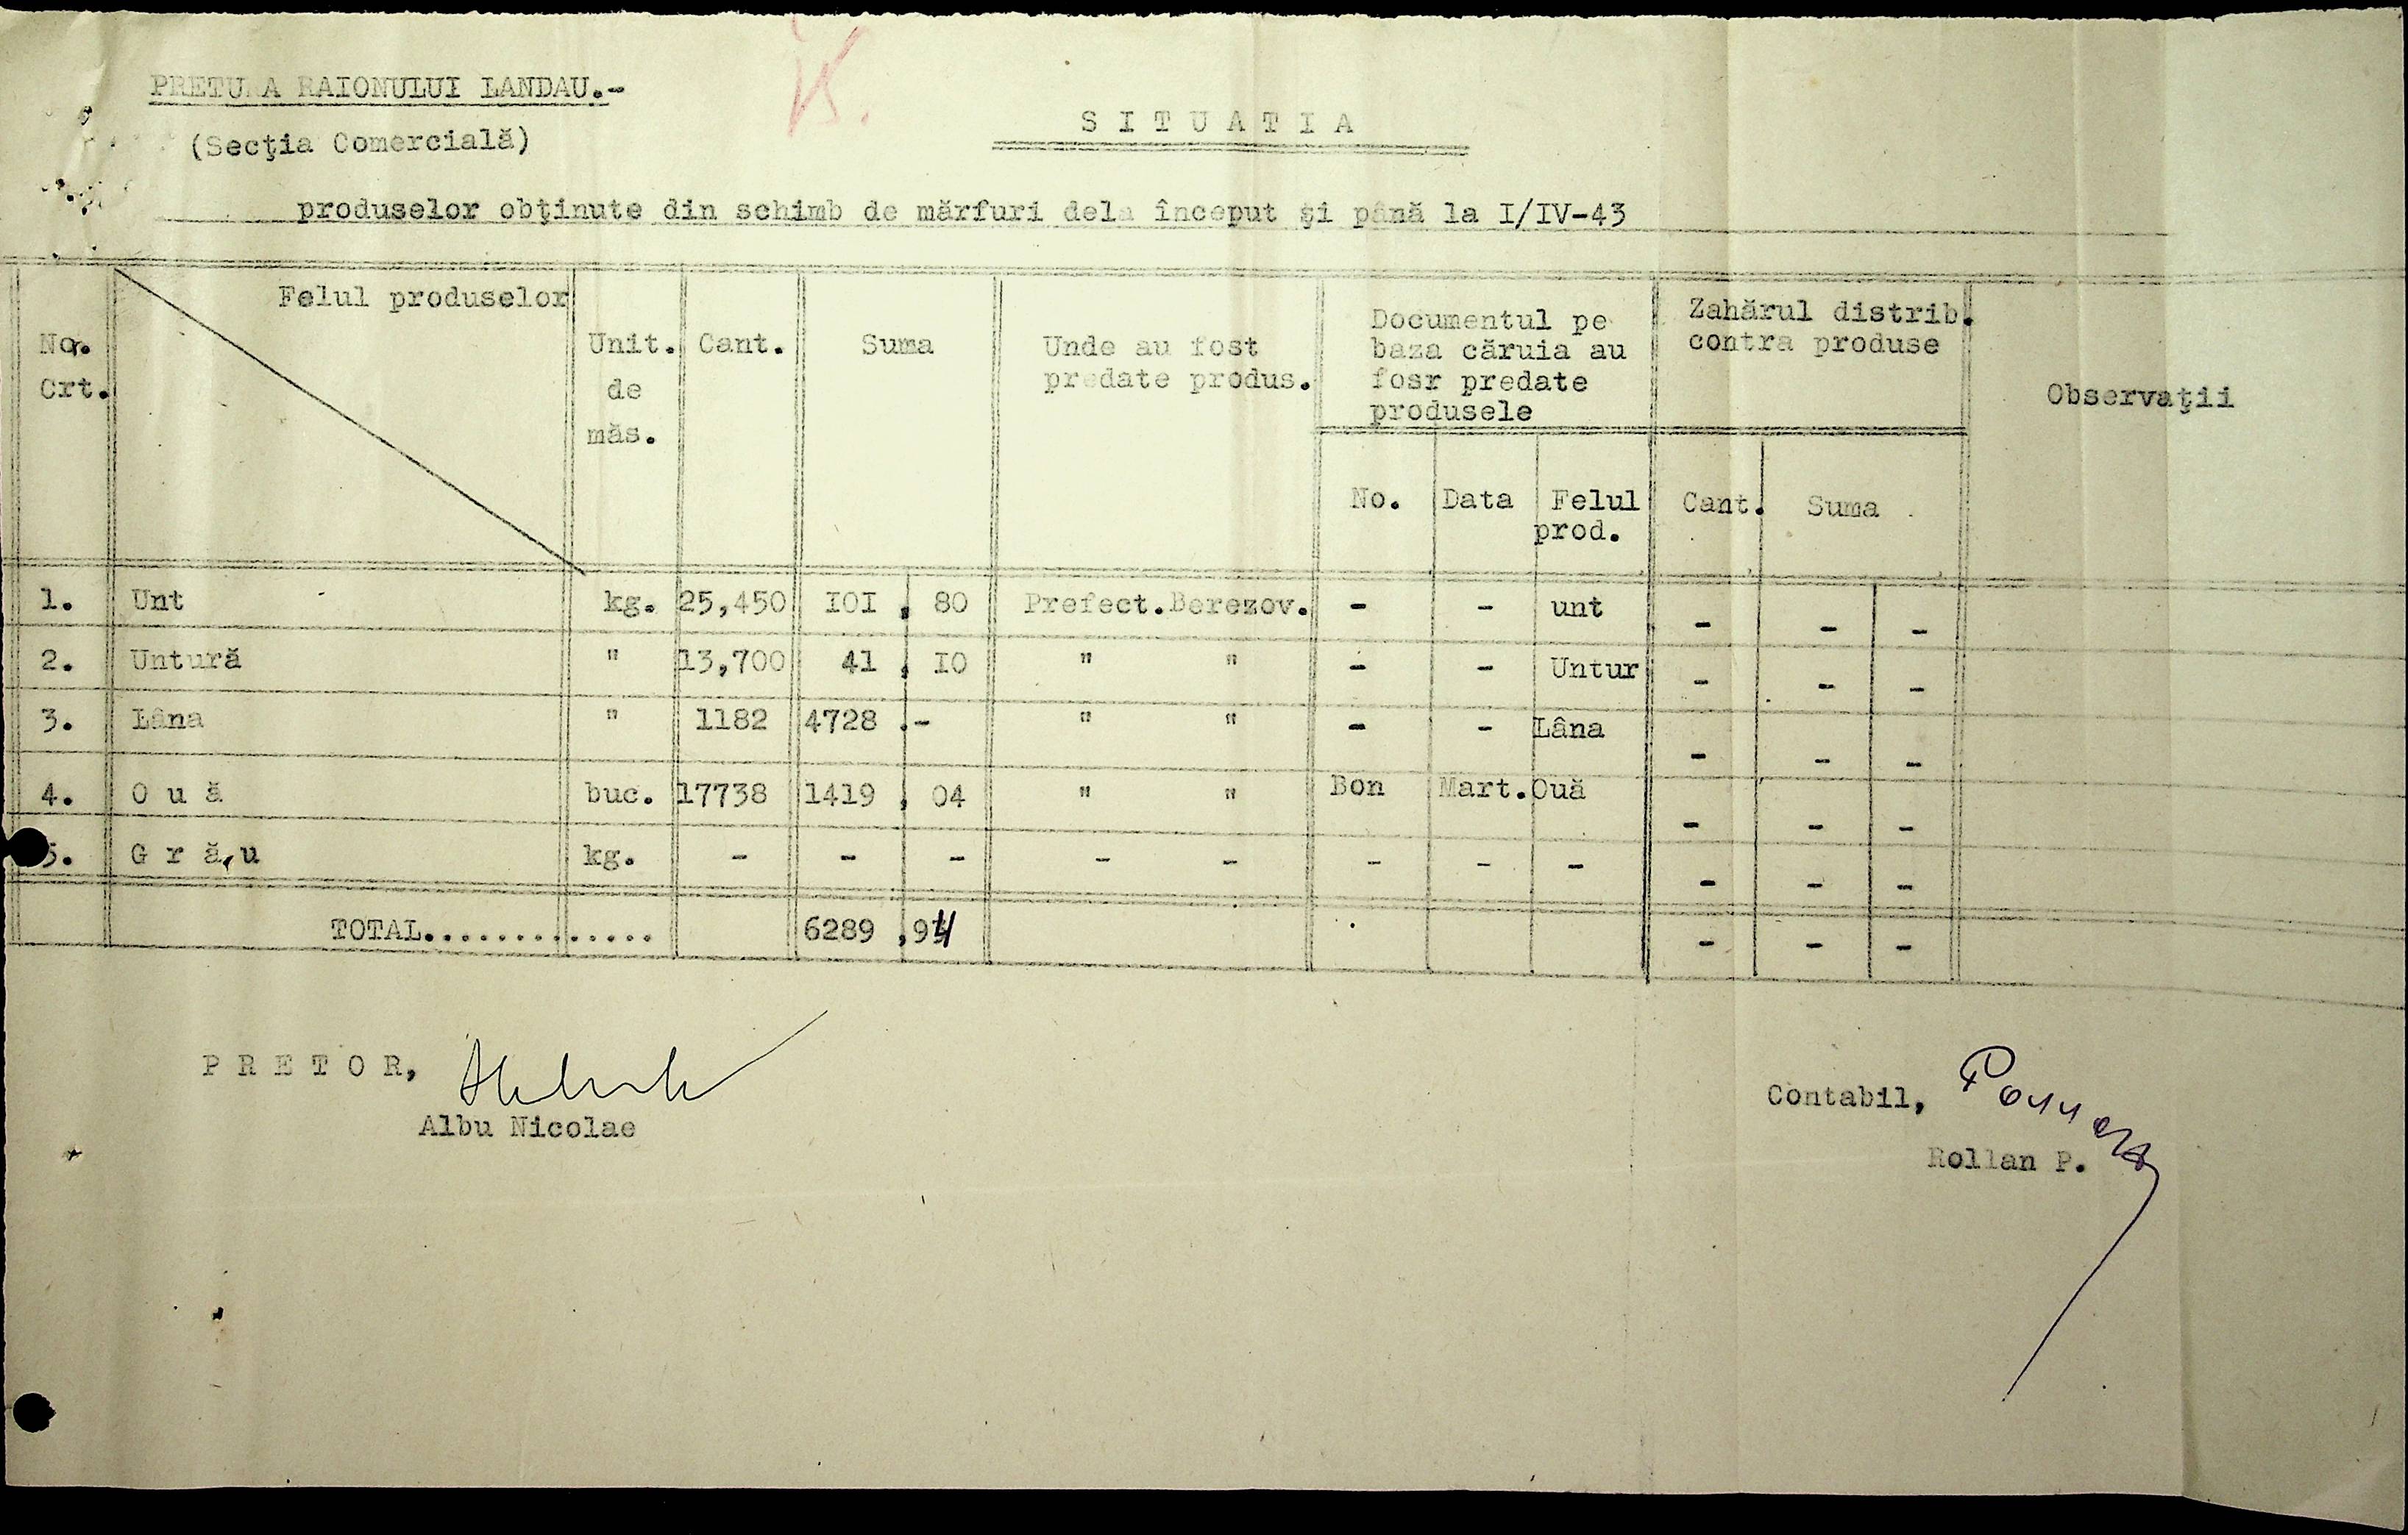 PRETURA RAIONULUI LANDAU.-
(Secţia Comercială)
S I T U A T I A
produselor obţinute din schimb de mărfuri dela început şi până la I/IV-43
No. Crt. Felul produselor Unit. de măs. Cant. Suma Unde au fost predate produs. Documentul pe baza căruia au fosr predate produsele Zahărul distrib. contra produse Observaţii
No. Data Felul prod. Cant. Suma
1. Unt kg. 25,450 IOI , 80 Prefect.Berezov. - - unt - - -
2. Untură " 13,700 41 , IO " " - - Untur - - -
3. Lâna " 1182 4728 .- " " - - Lâna - - -
4. O u ă buc. 17738 1419 , 04 " " Bon Mart. Ouă - - -
5. G r ă u kg. - - - - - - - - - - -
TOTAL.............. 6289 ,94 - - -
P R E T O R,
Albu Nicolae
Contabil,
Rollan P.